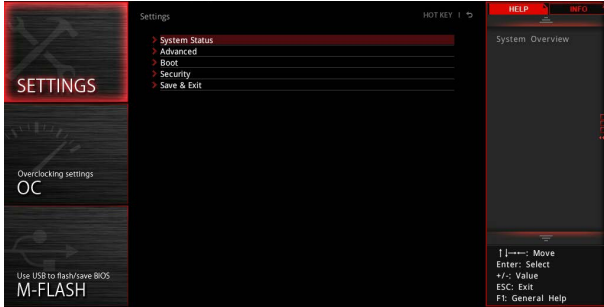 SETTINGS
Overclocking settings
OC
Use USB to flash/save BIOS
M-FLASH
Settings
HOT KEY |
System Status
Advanced
Boot
Security
Save & Exit
HELP
INFO
System Overview
↑↓→←: Move
Enter: Select
+/-: Value
ESC: Exit
F1: General Help